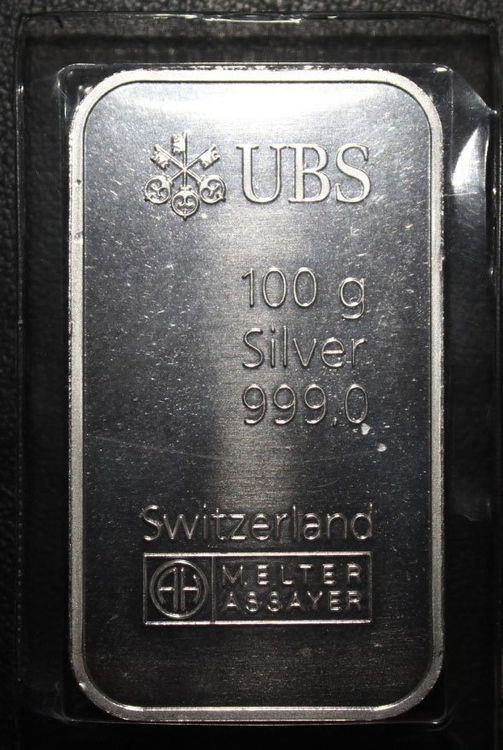 UBS
100 g
Silver
999,0
Switzerland
MELTER
ASSAYER